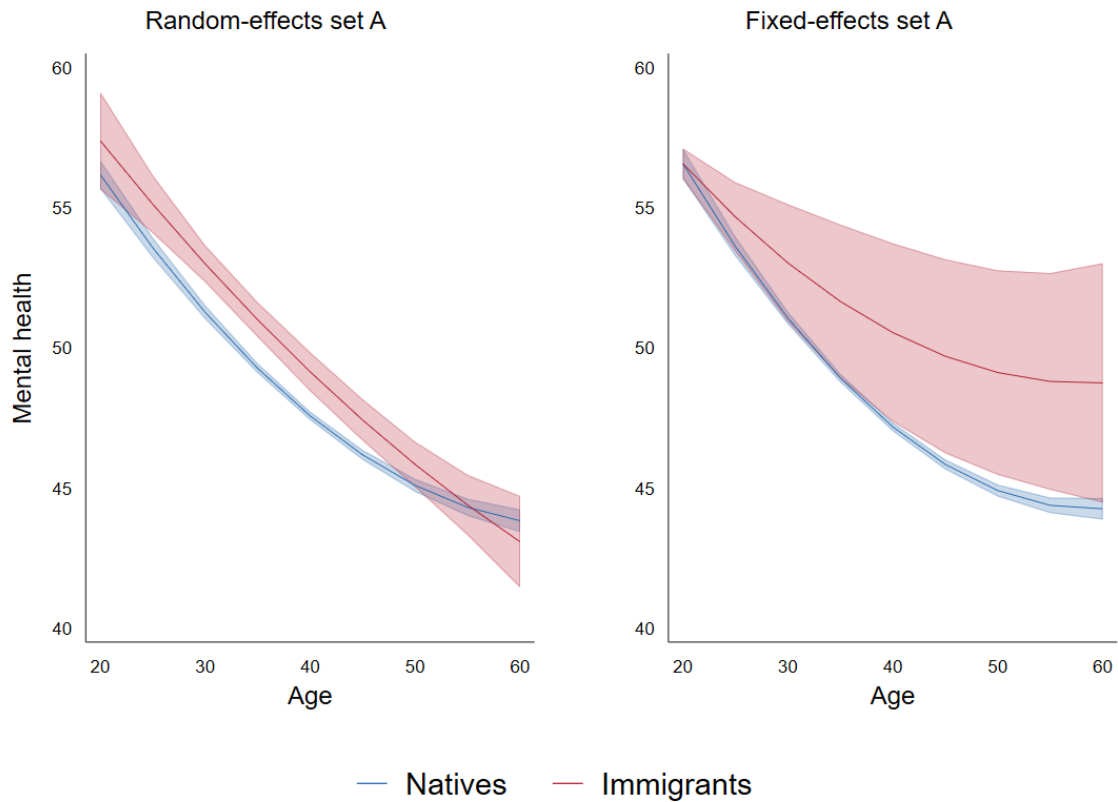 Random-effects set A
Fixed-effects set A
Mental health
60
55
50
45
40
20 30 40 50 60
Age
60
55
50
45
40
20 30 40 50 60
Age
Natives Immigrants